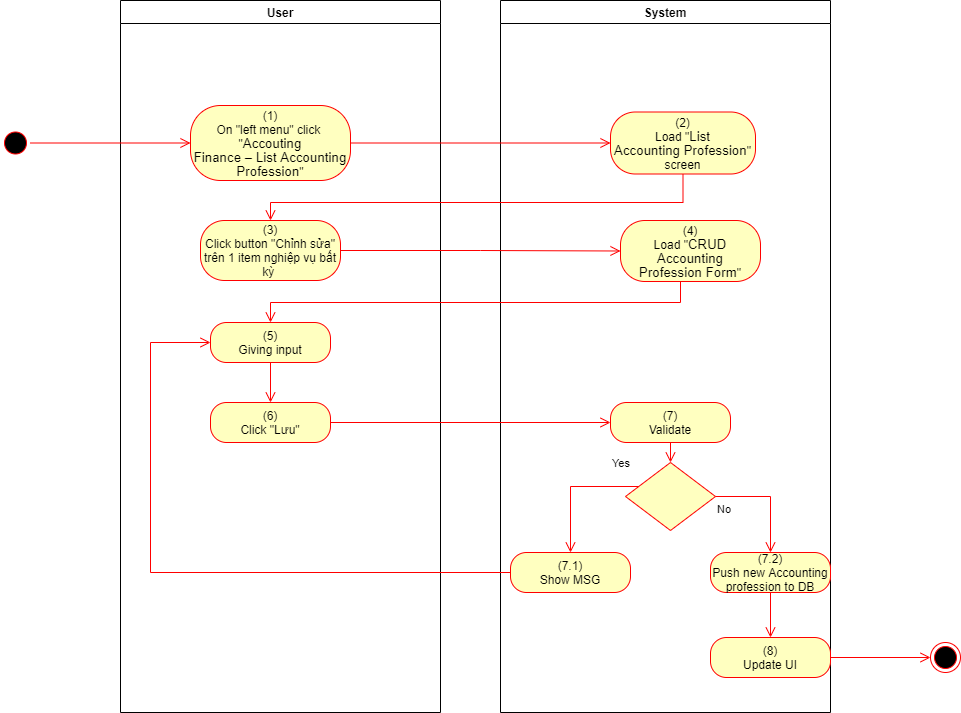 User
System
(1)
On "left menu" click
"Accouting
Finance – List Accounting
Profession"
(2)
Load "List
Accounting Profession"
screen
(3)
Click button "Chỉnh sửa"
trên 1 item nghiệp vụ bất
kỳ
(4)
Load "CRUD
Accounting
Profession Form"
(5)
Giving input
(6)
Click "Lưu"
(7)
Validate
Yes
No
(7.1)
Show MSG
(7.2)
Push new Accounting
profession to DB
(8)
Update UI